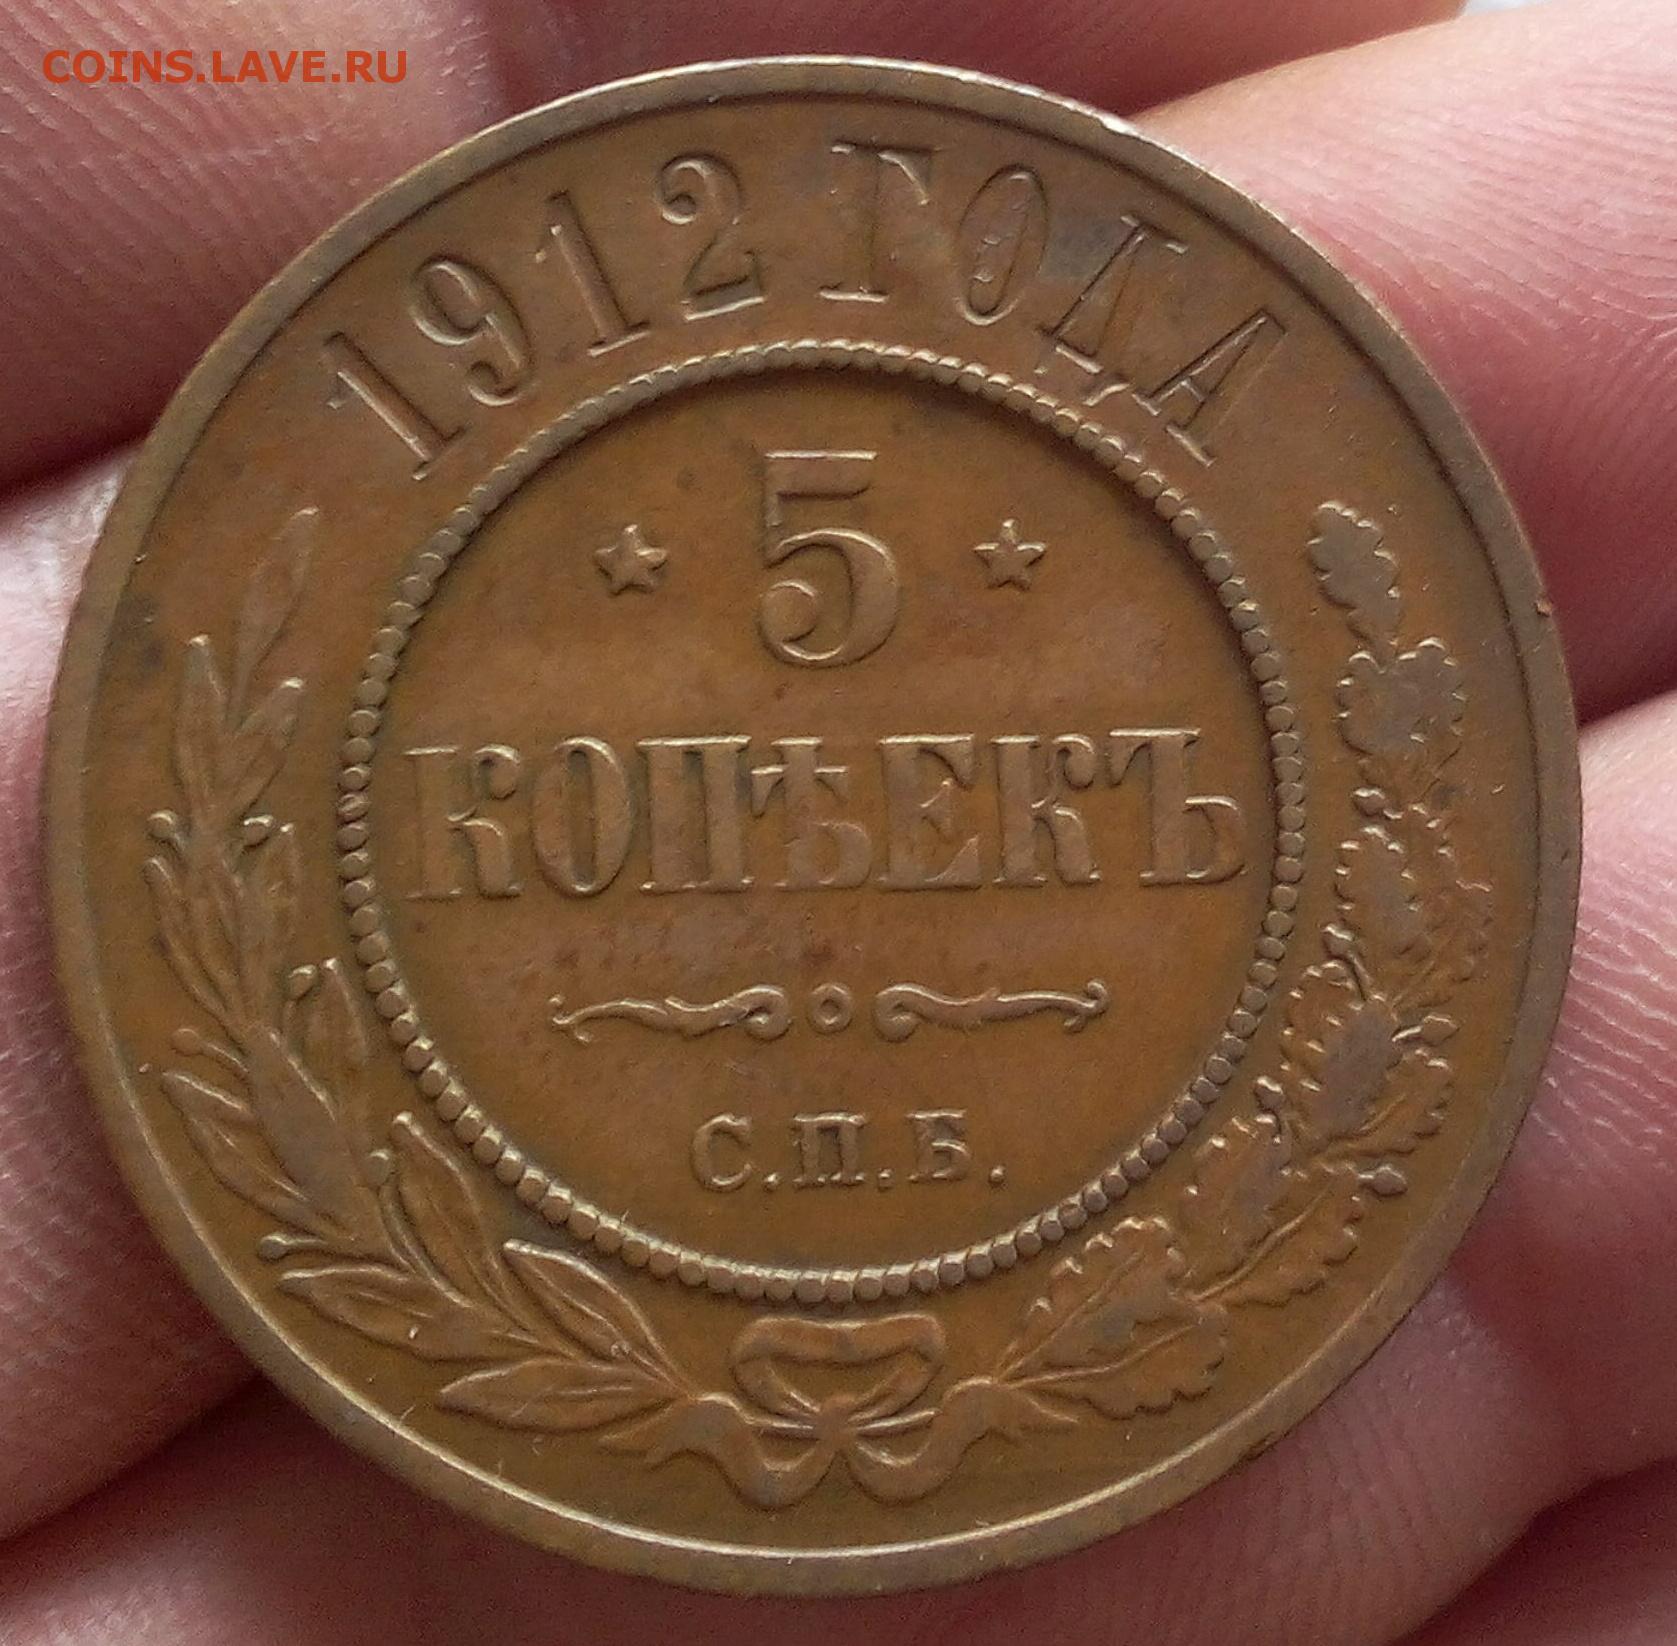 COINS.LAVE.RU
1912 ГОДА
5
КОПѢЕКЪ
С.П.Б.